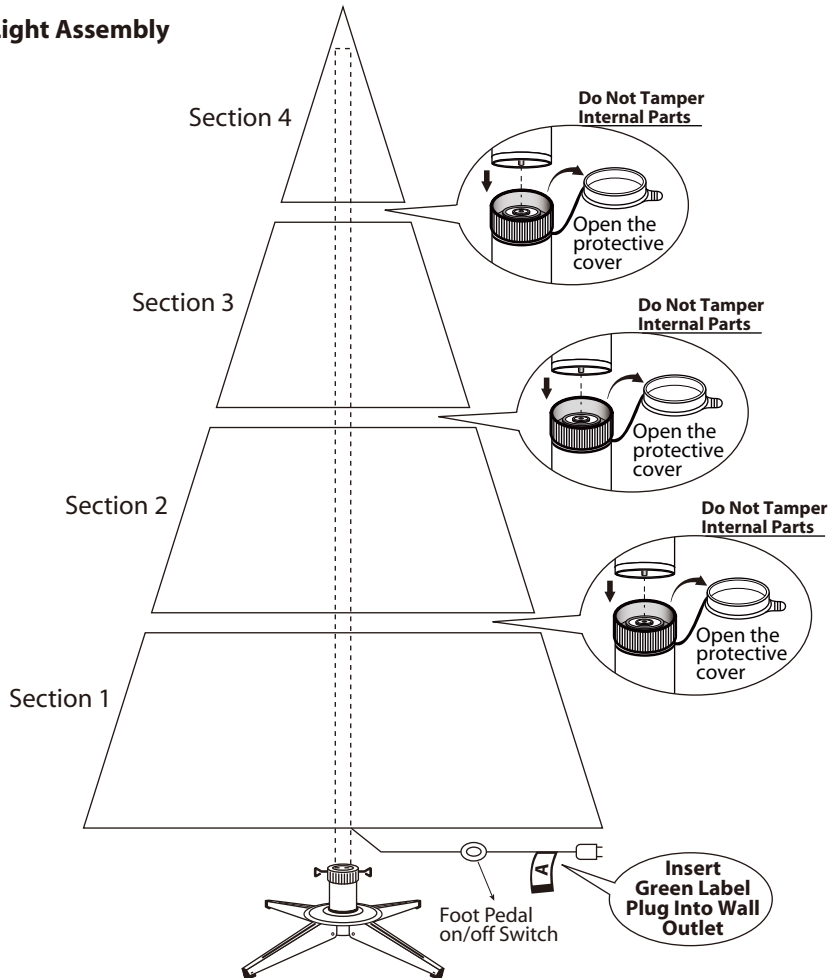 Light Assembly
Section 4
Do Not Tamper
Internal Parts
Open the
protective
cover
Section 3
Do Not Tamper
Internal Parts
Open the
protective
cover
Section 2
Do Not Tamper
Internal Parts
Open the
protective
cover
Section 1
A
Insert
Green Label
Plug Into Wall
Outlet
Foot Pedal
on/off Switch